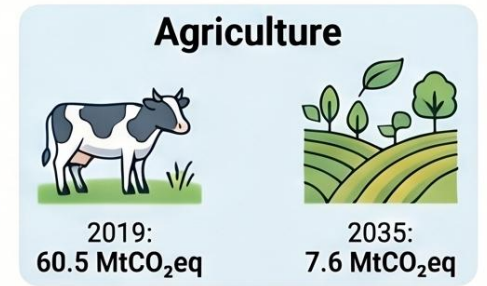 Agriculture
2019:
60.5 MtCO₂eq
2035:
7.6 MtCO₂eq